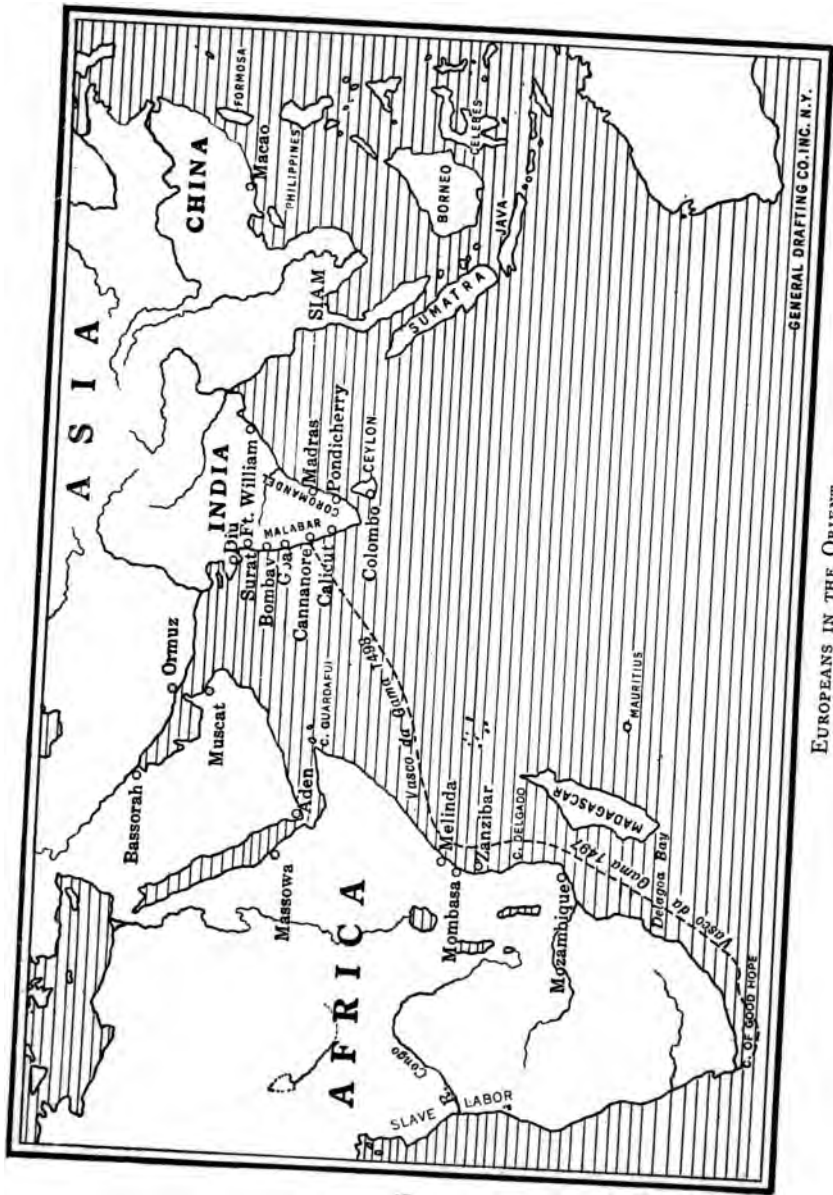 ASIA
CHINA
FORMOSA
Macao
PHILIPPINES
SIAM
BORNEO
CELEBES
SUMATRA
JAVA
INDIA
Diu
Surat
Ft. William
Bombay
MALABAR
COROMANDEL
Goa
Madras
Cannanore
Pondicherry
Calicut
CEYLON
Colombo
Ormuz
Muscat
Bassorah
Aden
Massowa
C. GUARDAFUI
AFRICA
Vasco da Gama 1498
Melinda
Mombasa
Zanzibar
C. DELGADO
MAURITIUS
MADAGASCAR
Mozambique
Vasco da Gama 1497
Delagoa Bay
C. OF GOOD HOPE
Congo R.
SLAVE LABOR
GENERAL DRAFTING CO. INC. N.Y.
EUROPEANS IN THE ORIENT